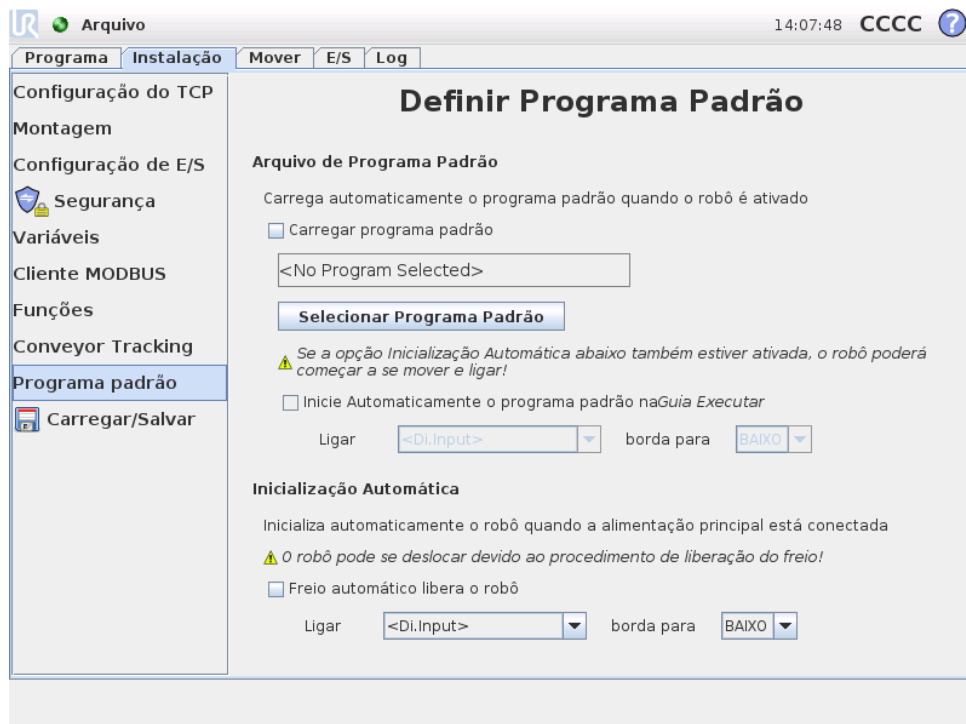 Arquivo 14:07:48 CCCC ?
Programa Instalação Mover E/S Log
Configuração do TCP
Montagem
Configuração de E/S
Segurança
Variáveis
Cliente MODBUS
Funções
Conveyor Tracking
Programa padrão
Carregar/Salvar
Definir Programa Padrão
Arquivo de Programa Padrão
Carrega automaticamente o programa padrão quando o robô é ativado
Carregar programa padrão
<No Program Selected>
Selecionar Programa Padrão
Se a opção Inicialização Automática abaixo também estiver ativada, o robô poderá
começar a se mover e ligar!
Inicie Automaticamente o programa padrão naGuia Executar
Ligar <Di.Input> borda para BAIXO
Inicialização Automática
Inicializa automaticamente o robô quando a alimentação principal está conectada
O robô pode se deslocar devido ao procedimento de liberação do freio!
Freio automático libera o robô
Ligar <Di.Input> borda para BAIXO